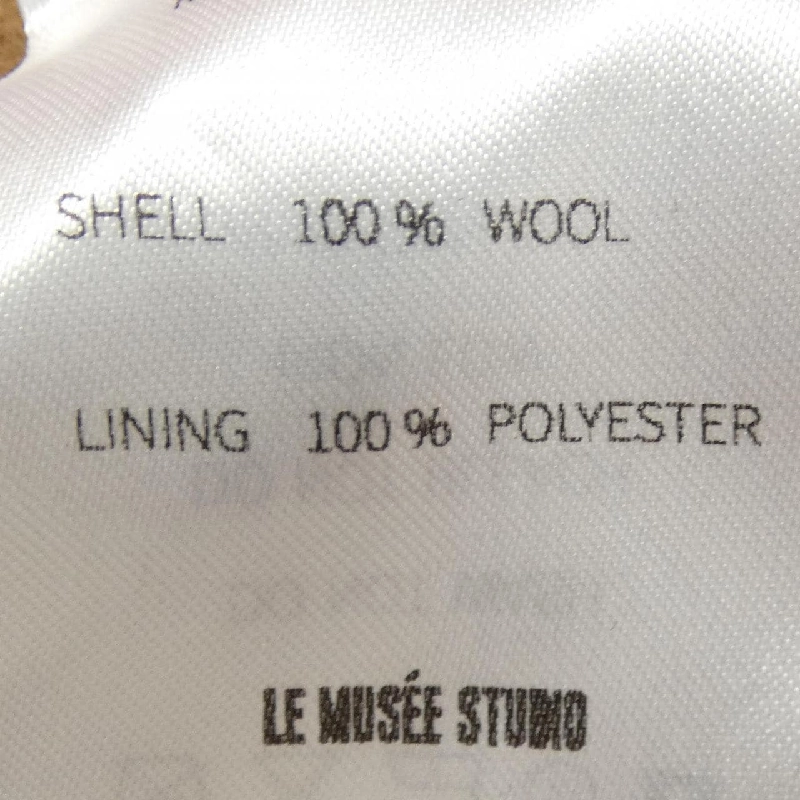 SHELL 100% WOOL
LINING 100% POLYESTER
LE MUSÉE STUDIO